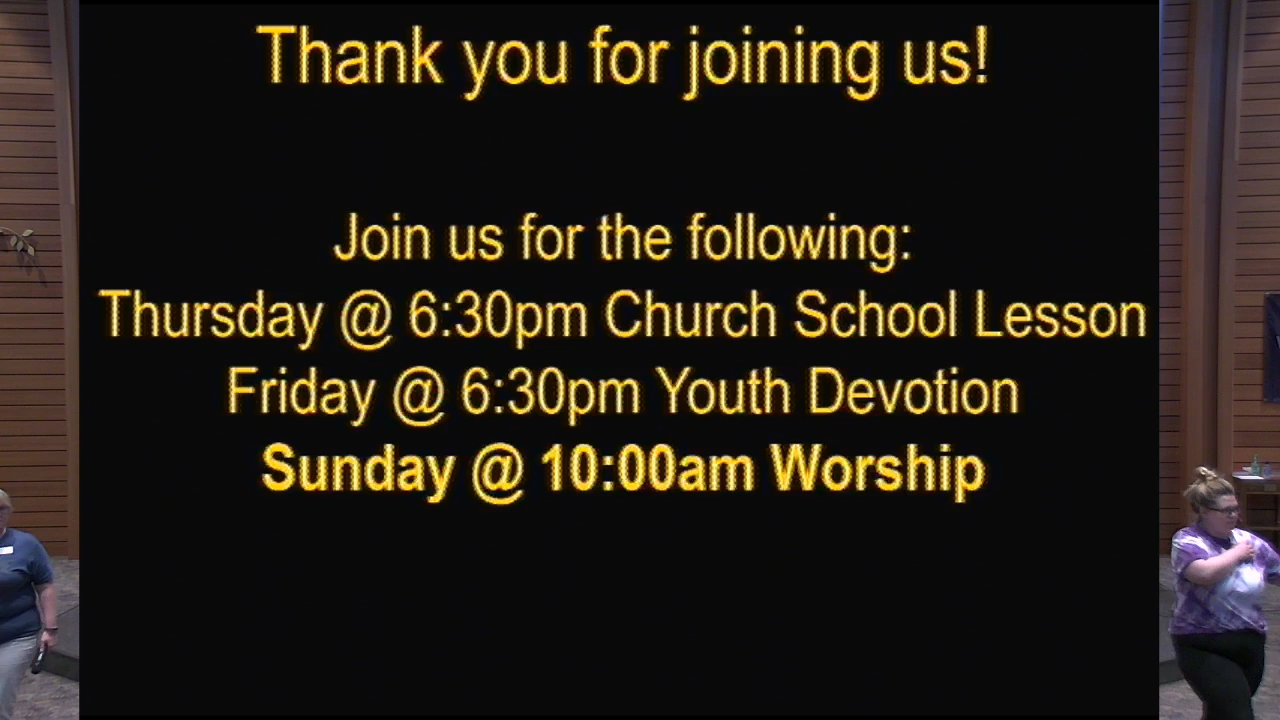 Thank you for joining us!
Join us for the following:
Thursday @ 6:30pm Church School Lesson
Friday @ 6:30pm Youth Devotion
Sunday @ 10:00am Worship